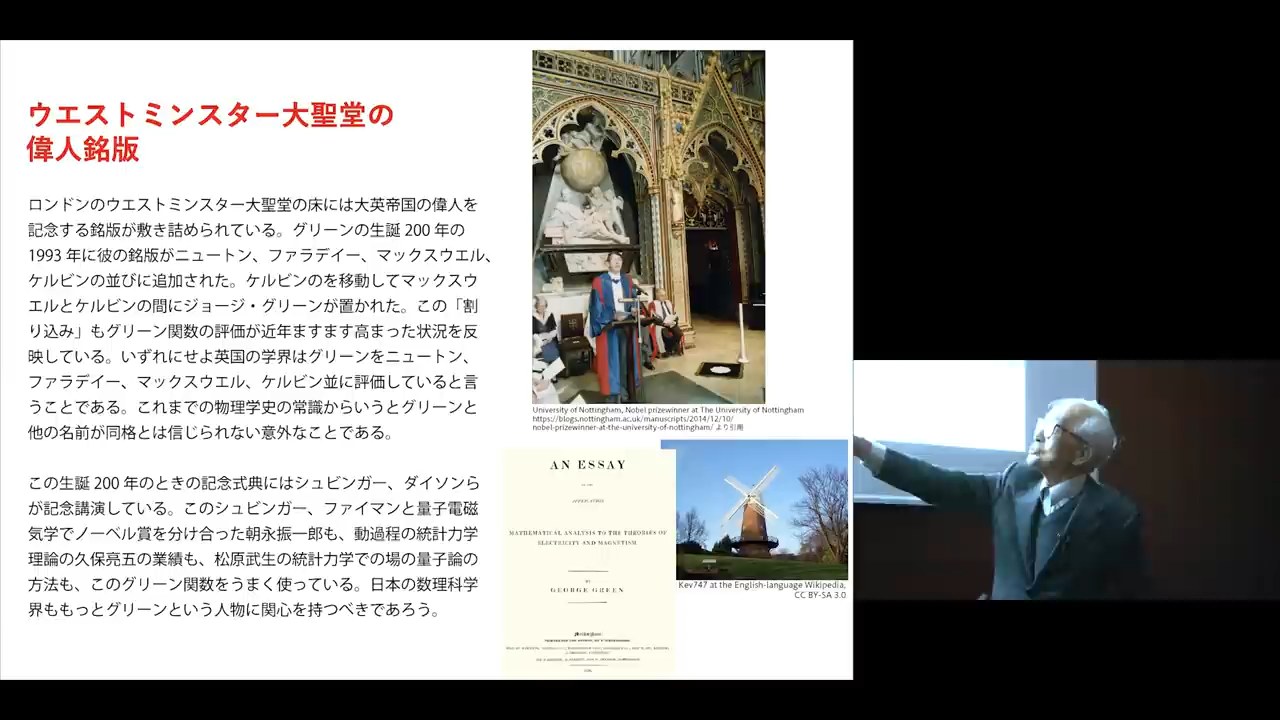 ウエストミンスター大聖堂の
偉人銘版
ロンドンのウエストミンスター大聖堂の床には大英帝国の偉人を
記念する銘版が敷き詰められている。グリーンの生誕 200 年の
1993 年に彼の銘版がニュートン、ファラデイー、マックスウエル、
ケルビンの並びに追加された。ケルビンのを移動してマックスウ
エルとケルビンの間にジョージ・グリーンが置かれた。この「割
り込み」もグリーン関数の評価が近年ますます高まった状況を反
映している。いずれにせよ英国の学界はグリーンをニュートン、
ファラデイー、マックスウエル、ケルビン並に評価していると言
うことである。これまでの物理学史の常識からいうとグリーンと
他の名前が同格とは信じられない意外なことである。
この生誕 200 年のときの記念式典にはシュビンガー、ダイソンら
が記念講演している。このシュビンガー、ファイマンと量子電磁
気学でノーベル賞を分け合った朝永振一郎も、動過程の統計力学
理論の久保亮五の業績も、松原武生の統計力学での場の量子論の
方法も、このグリーン関数をうまく使っている。日本の数理科学
界ももっとグリーンという人物に関心を持つべきであろう。
University of Nottingham, Nobel prizewinner at The University of Nottingham
https://blogs.nottingham.ac.uk/manuscripts/2014/12/10/
nobel-prizewinner-at-the-university-of-nottingham/ より引用
AN ESSAY
MATHEMATICAL ANALYSIS TO THE THEORIES OF
ELECTRICITY AND MAGNETISM.
BY
GEORGE GREEN
Kev747 at the English-language Wikipedia,
CC BY-SA 3.0